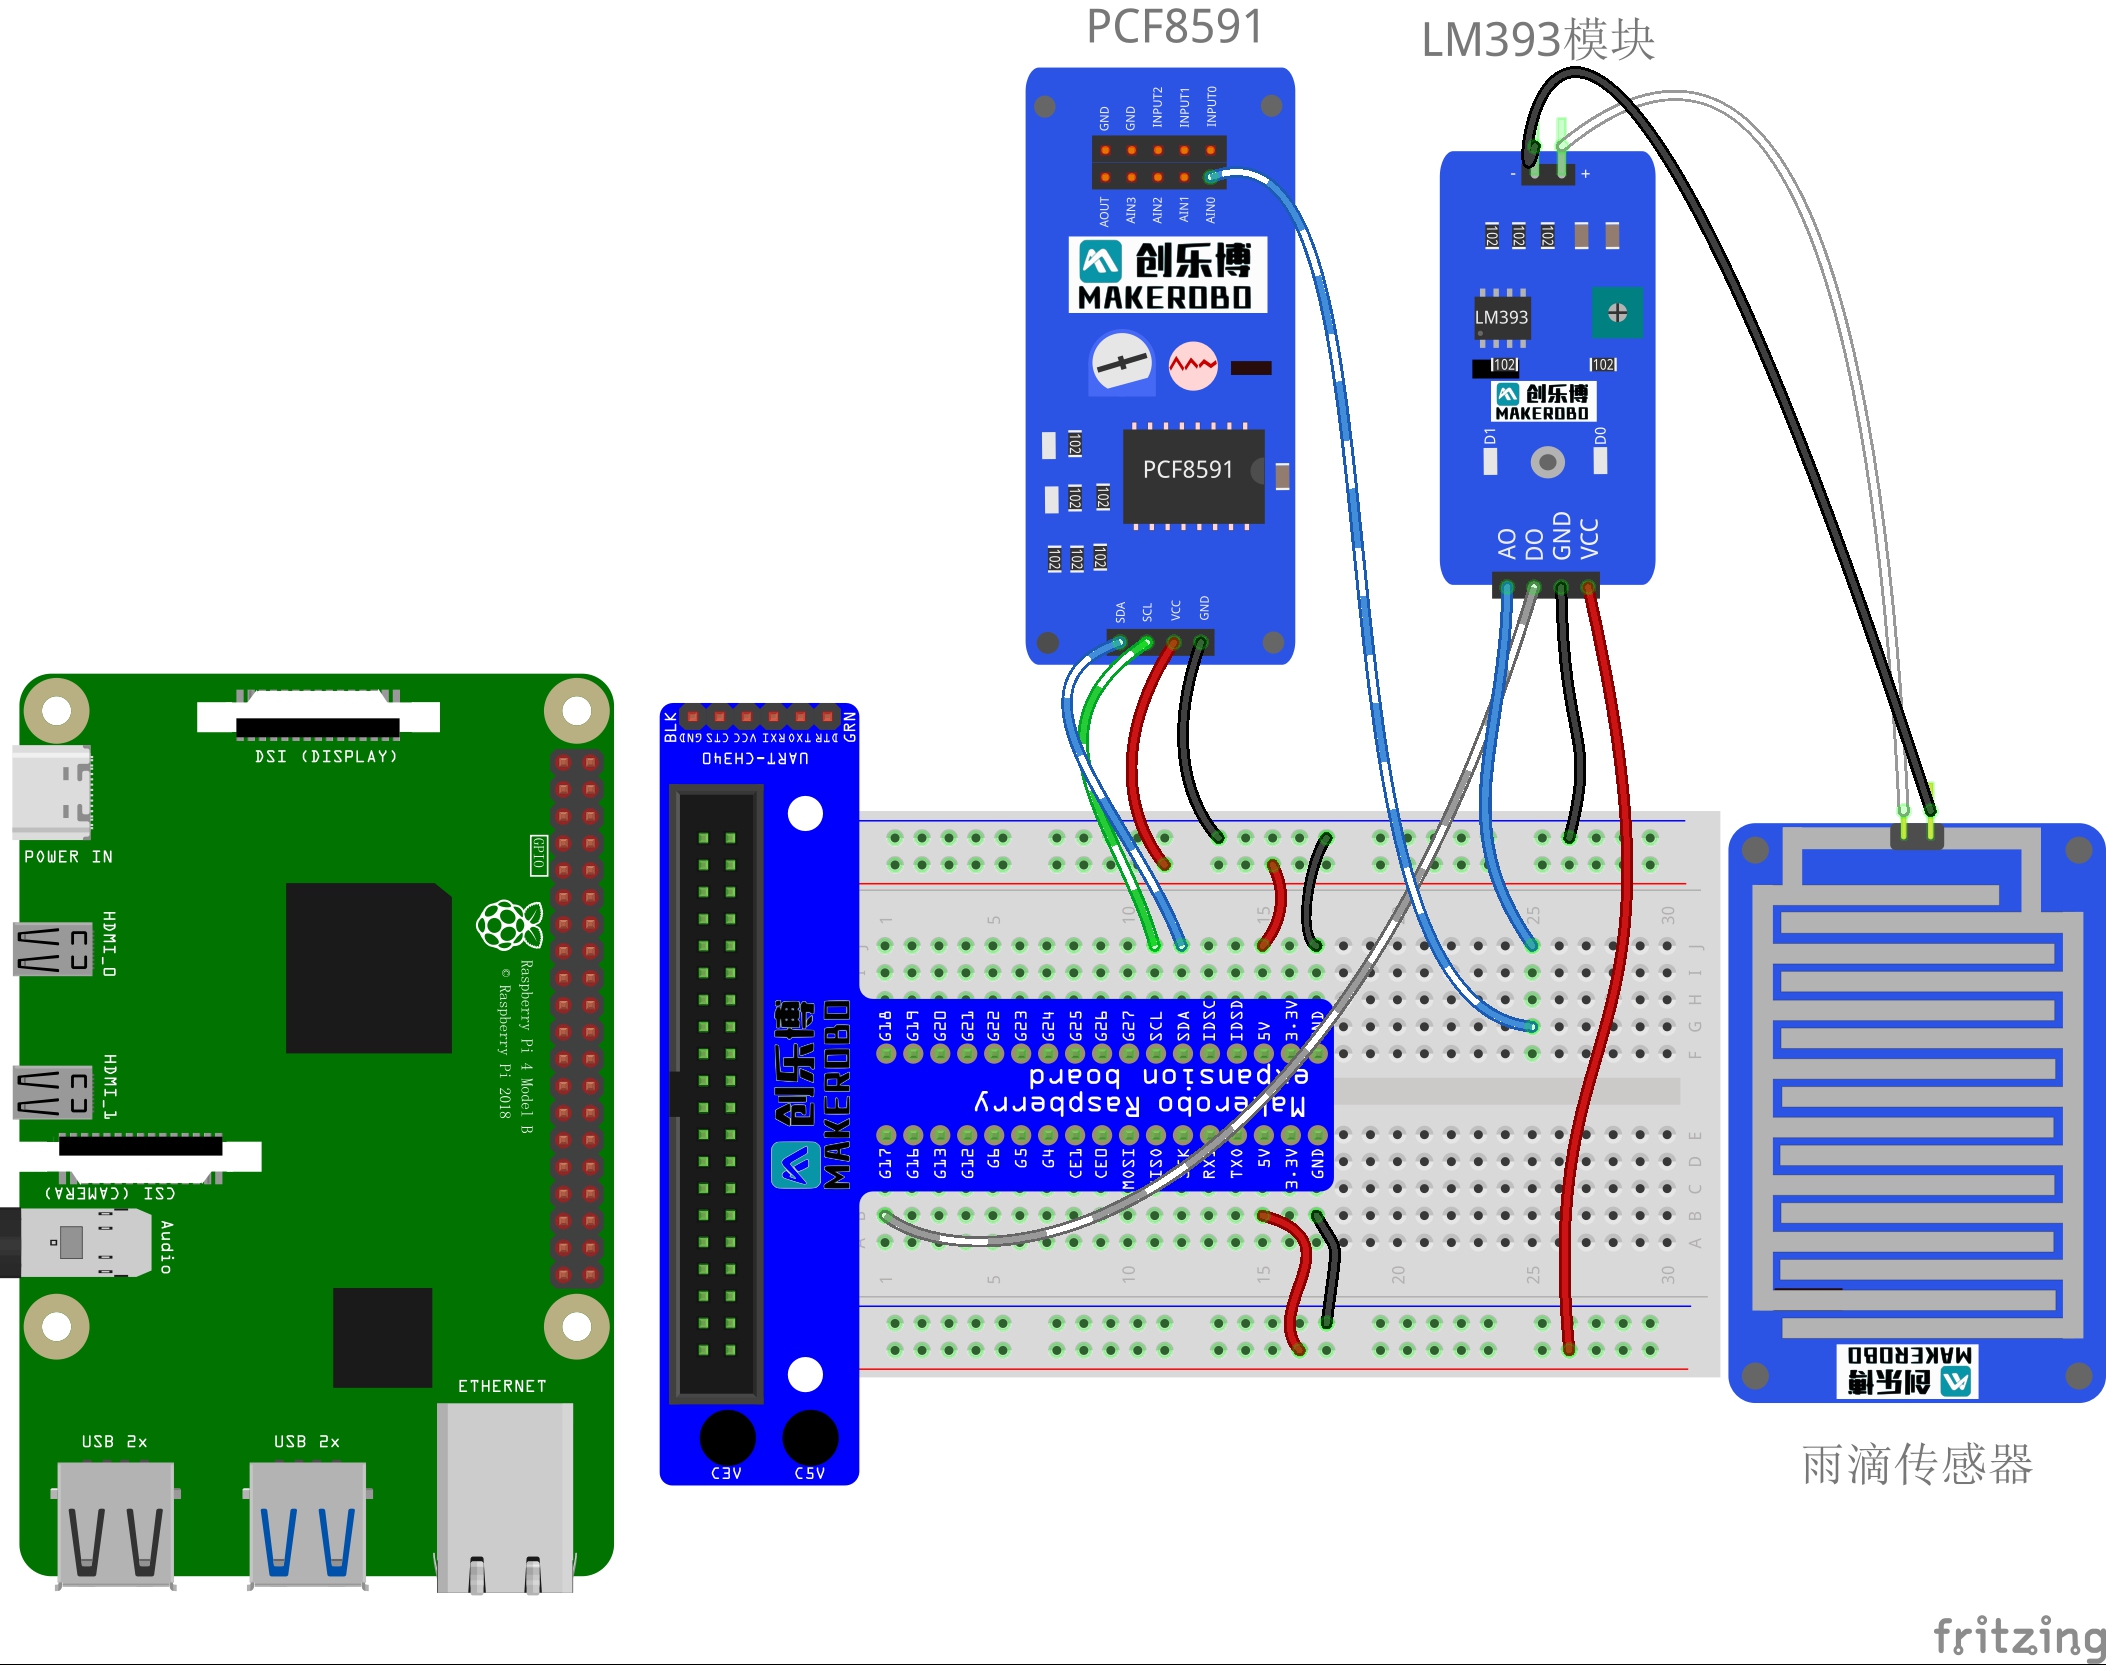 PCF8591
LM393模块
GND GND INPUT2 INPUT1 INPUT0
AOUT AIN3 AIN2 AIN1 AIN0
创乐博
MAKEROBO
102
102 102
102 102 102
PCF8591
SDA SCL VCC GND
- +
102 102 102
LM393
102 102
创乐博
MAKEROBO
D1 D0
AO DO GND VCC
DSI (DISPLAY)
POWER IN
GPIO
HDMI_0
Raspberry Pi 4 Model B
© Raspberry Pi 2018
HDMI_1
CSI (CAMERA)
Audio
ETHERNET
USB 2x USB 2x
BLK GRN
GND CTS VCC RXI TXO DTR
UART-CH340
创乐博
MAKEROBO
C3V C5V
1 5 10 15 25 30
J I H G F
G18 G19 G20 G21 G22 G23 G24 G25 G26 G27 SCL SDA IDSC IDSD 5V 3.3V GND
Makerobo Raspberry
expansion board
G17 G16 G13 G12 G6 G5 G4 CE1 CE0 MOSI RX TXO 5V 3.3V GND
E D C B A
1 5 10 15 20 25 30
创乐博
MAKEROBO
雨滴传感器
fritzing